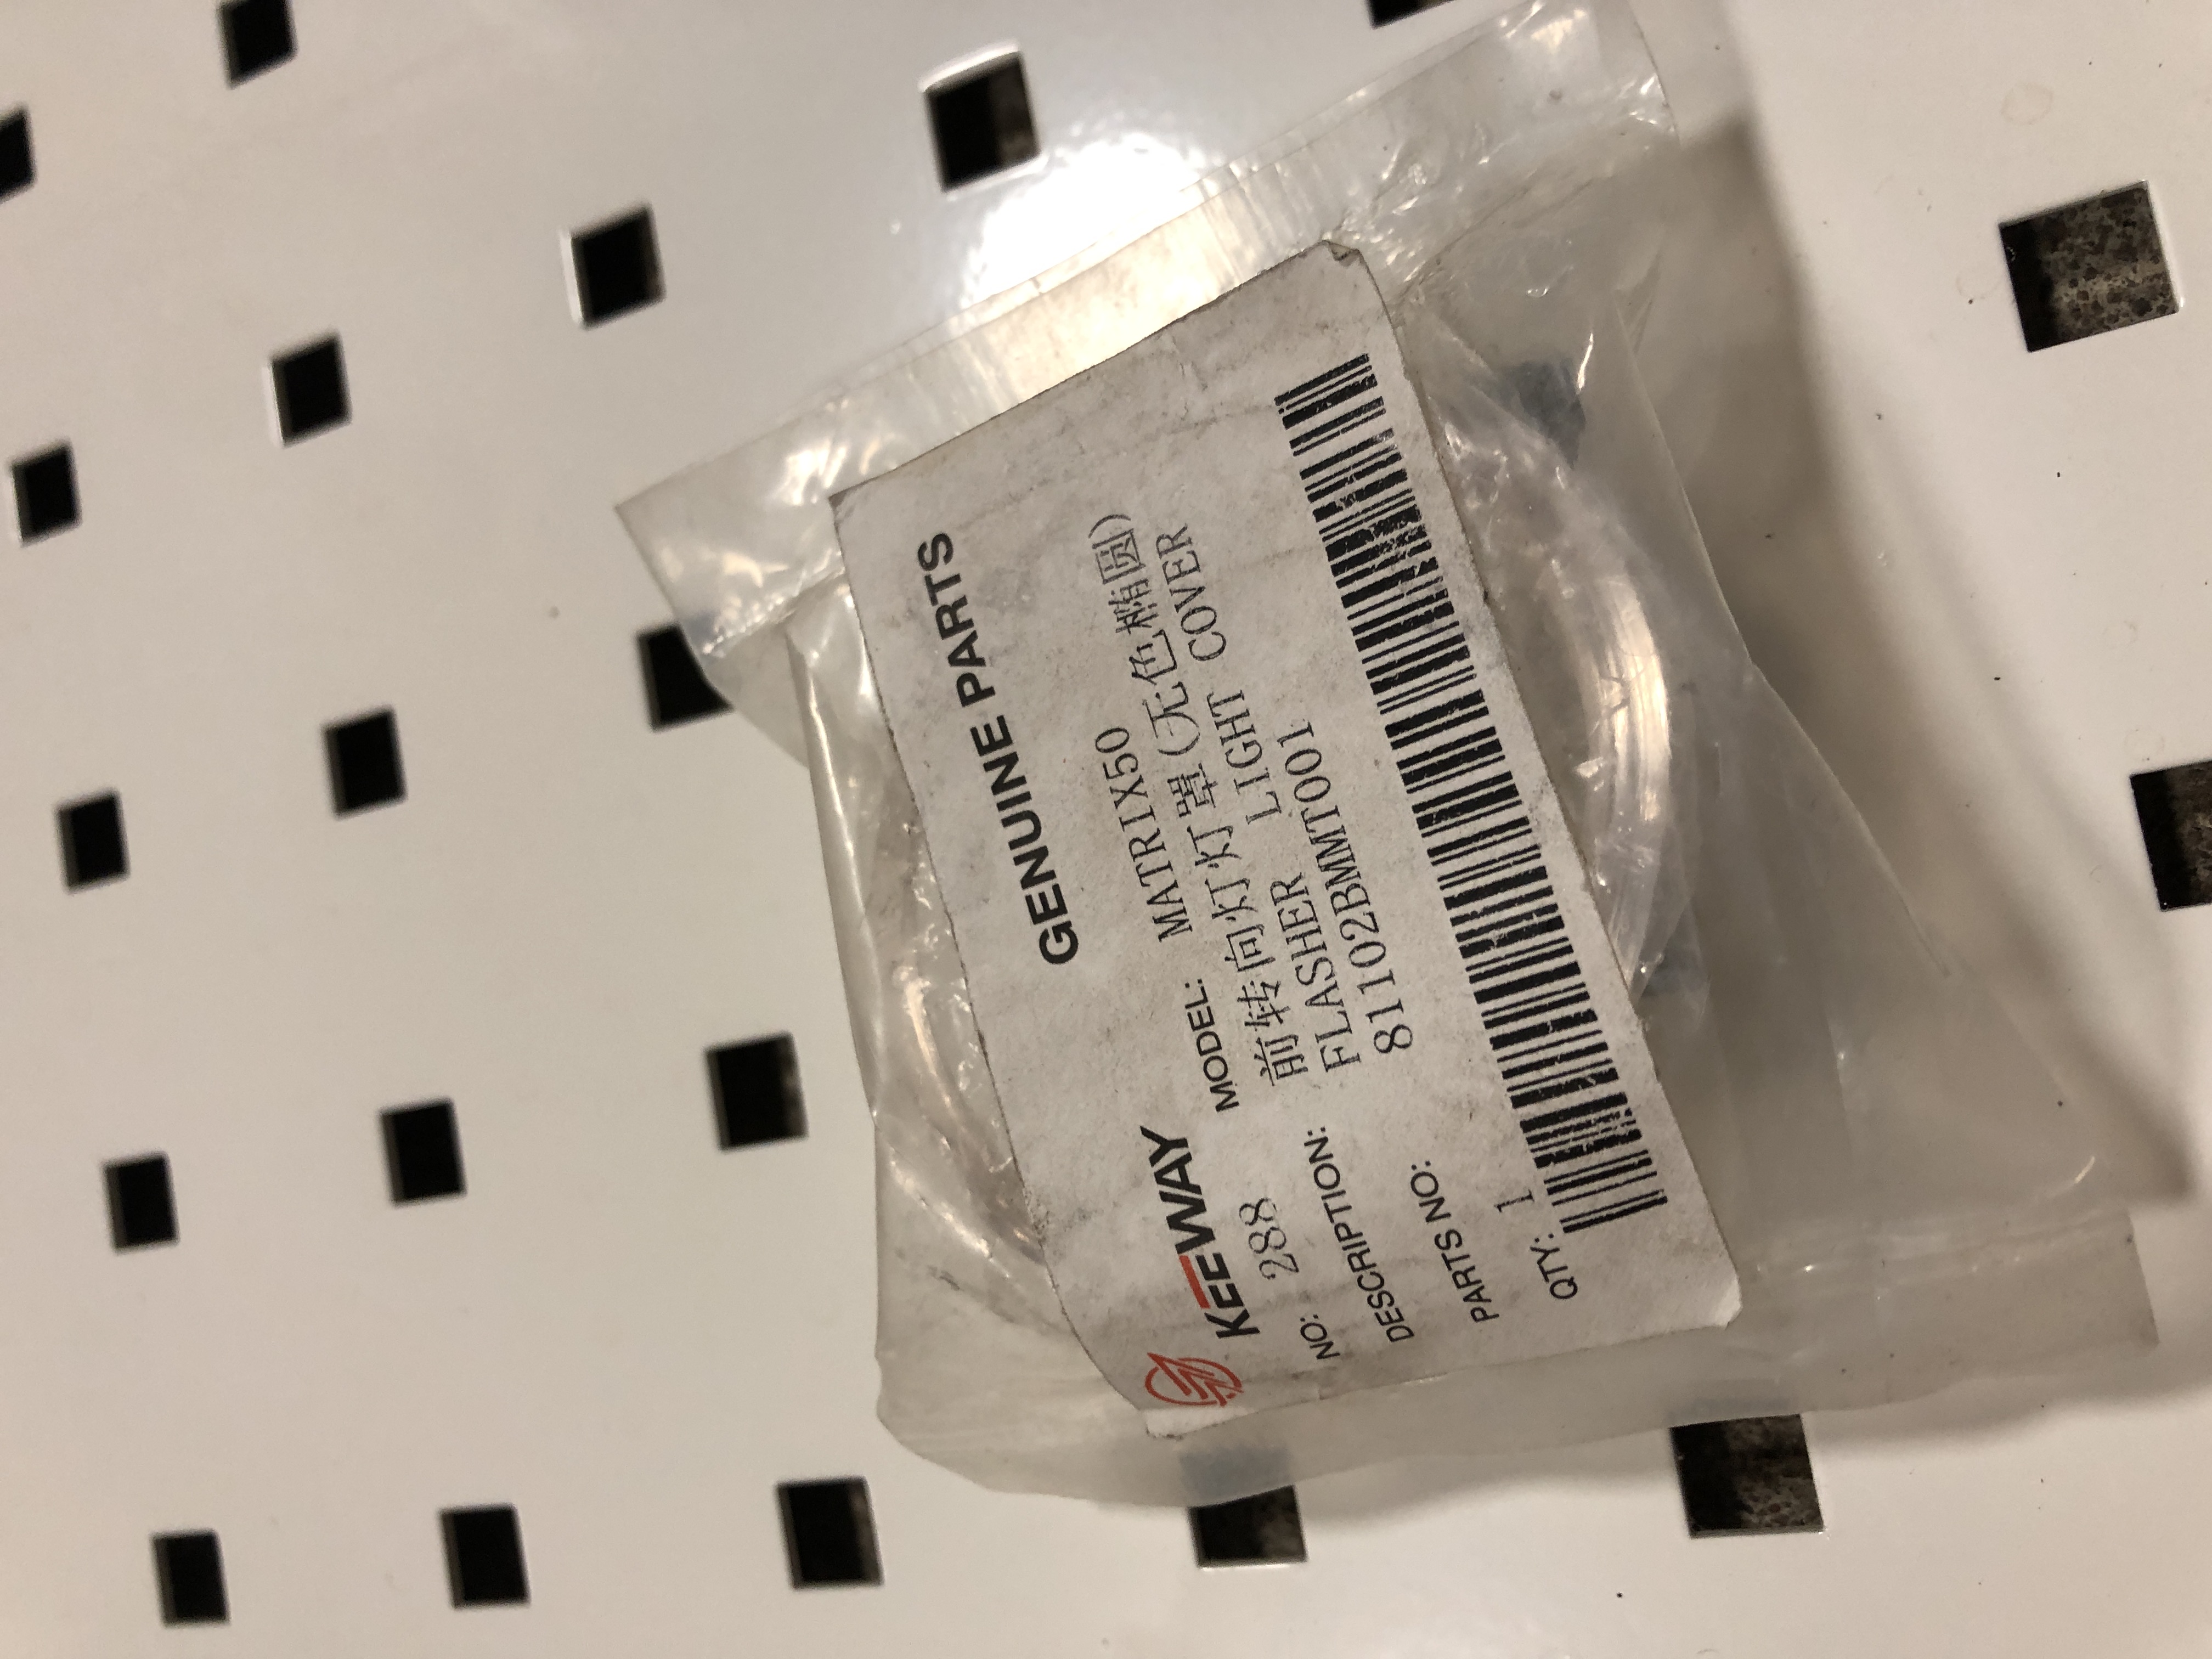 KEEWAY GENUINE PARTS
NO: 288 MODEL: MATRIX50
DESCRIPTION: 前转向灯灯罩(无色椭圆)
FLASHER LIGHT COVER
PARTS NO: 81102BMMT001
QTY: 1